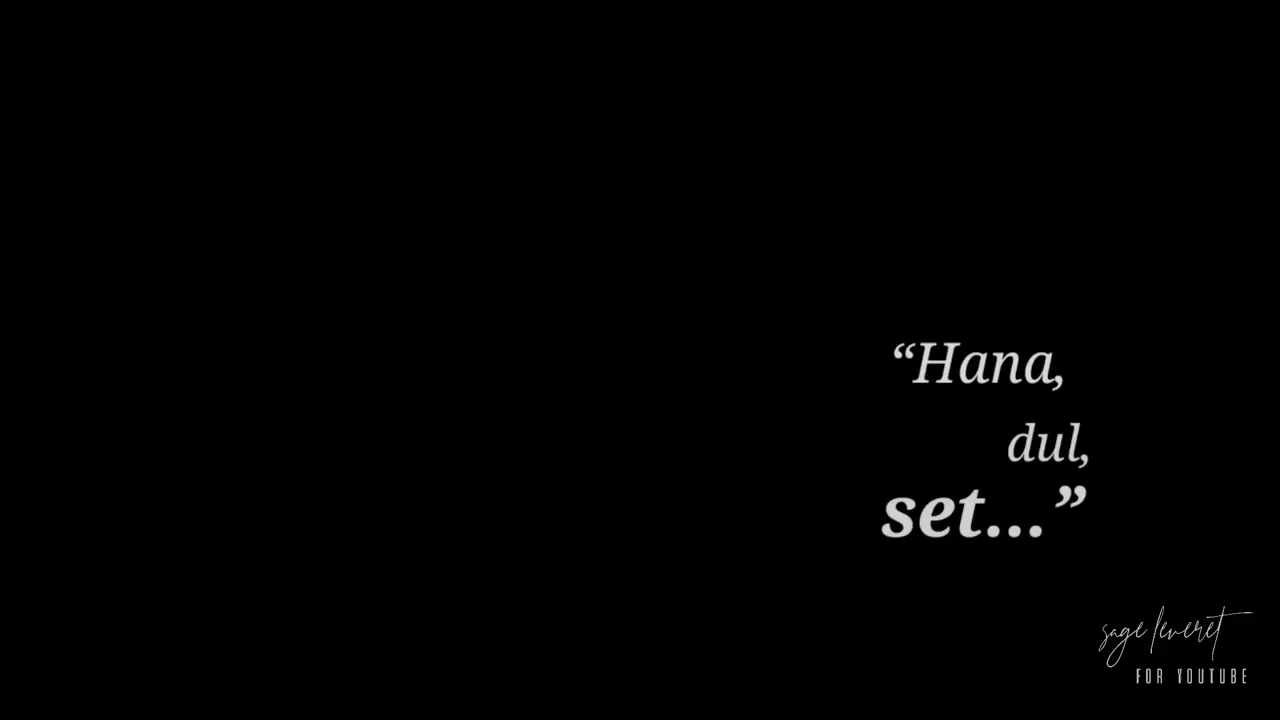 “Hana,
dul,
set...”
sage leveret
FOR YOUTUBE